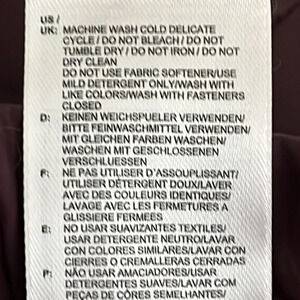 US /
UK: MACHINE WASH COLD DELICATE
CYCLE / DO NOT BLEACH / DO NOT
TUMBLE DRY / DO NOT IRON / DO NOT
DRY CLEAN
DO NOT USE FABRIC SOFTENER/USE
MILD DETERGENT ONLY/WASH WITH
LIKE COLORS/WASH WITH FASTENERS
CLOSED
D: KEINEN WEICHSPUELER VERWENDEN/
BITTE FEINWASCHMITTEL VERWENDEN/
MIT GLEICHEN FARBEN WASCHEN/
WASCHEN MIT GESCHLOSSENEN
VERSCHLUESSEN
F: NE PAS UTILISER D'ASSOUPLISSANT/
UTILISER DÉTERGENT DOUX/LAVER
AVEC DES COULEURS IDENTIQUES/
LAVAGE AVEC LES FERMETURES A
GLISSIERE FERMEES
E: NO USAR SUAVIZANTES TEXTILES/
USAR DETERGENTE NEUTRO/LAVAR
CON COLORES SIMILARES/LAVAR CON
CIERRES O CREMALLERAS CERRADAS
P: NÃO USAR AMACIADORES/USAR
DETERGENTES SUAVES/LAVAR COM
PEÇAS DE CÔRES SEMELHANTES/